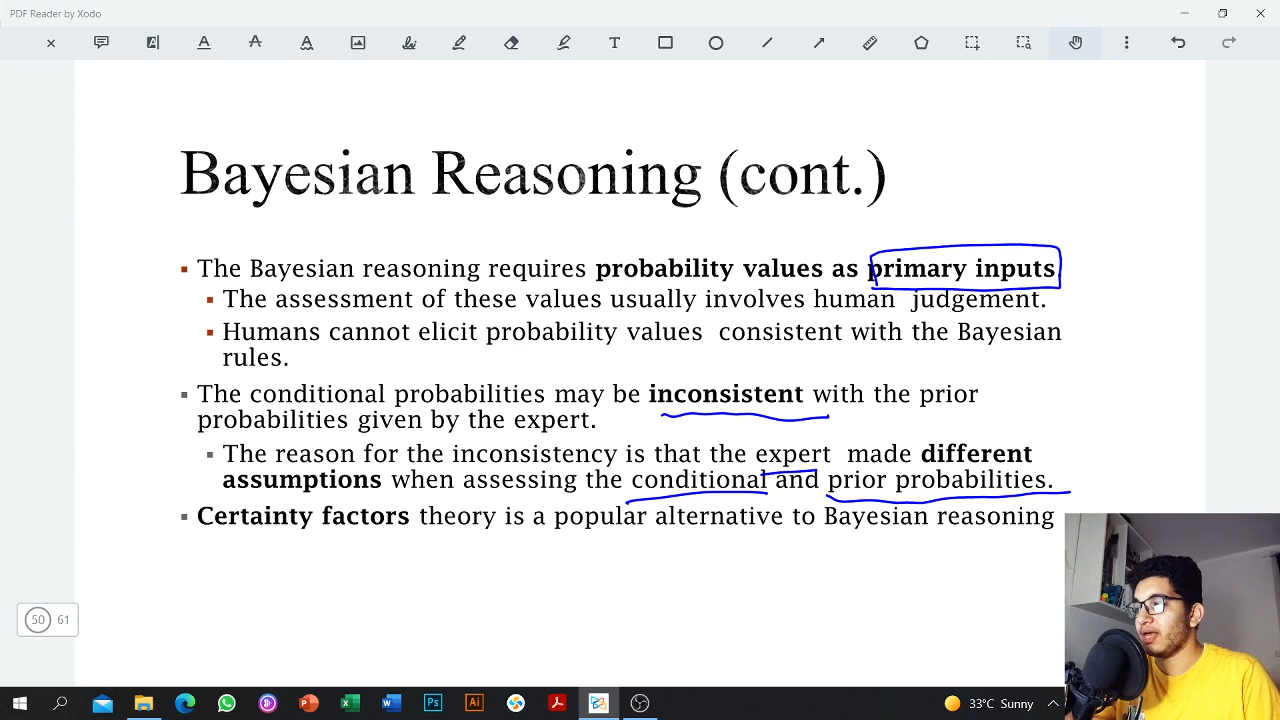 PDF Reader by Xodo
Bayesian Reasoning (cont.)
▪ The Bayesian reasoning requires probability values as primary inputs
▪ The assessment of these values usually involves human judgement.
▪ Humans cannot elicit probability values consistent with the Bayesian
rules.
▪ The conditional probabilities may be inconsistent with the prior
probabilities given by the expert.
▪ The reason for the inconsistency is that the expert made different
assumptions when assessing the conditional and prior probabilities.
▪ Certainty factors theory is a popular alternative to Bayesian reasoning
50 61
33°C Sunny